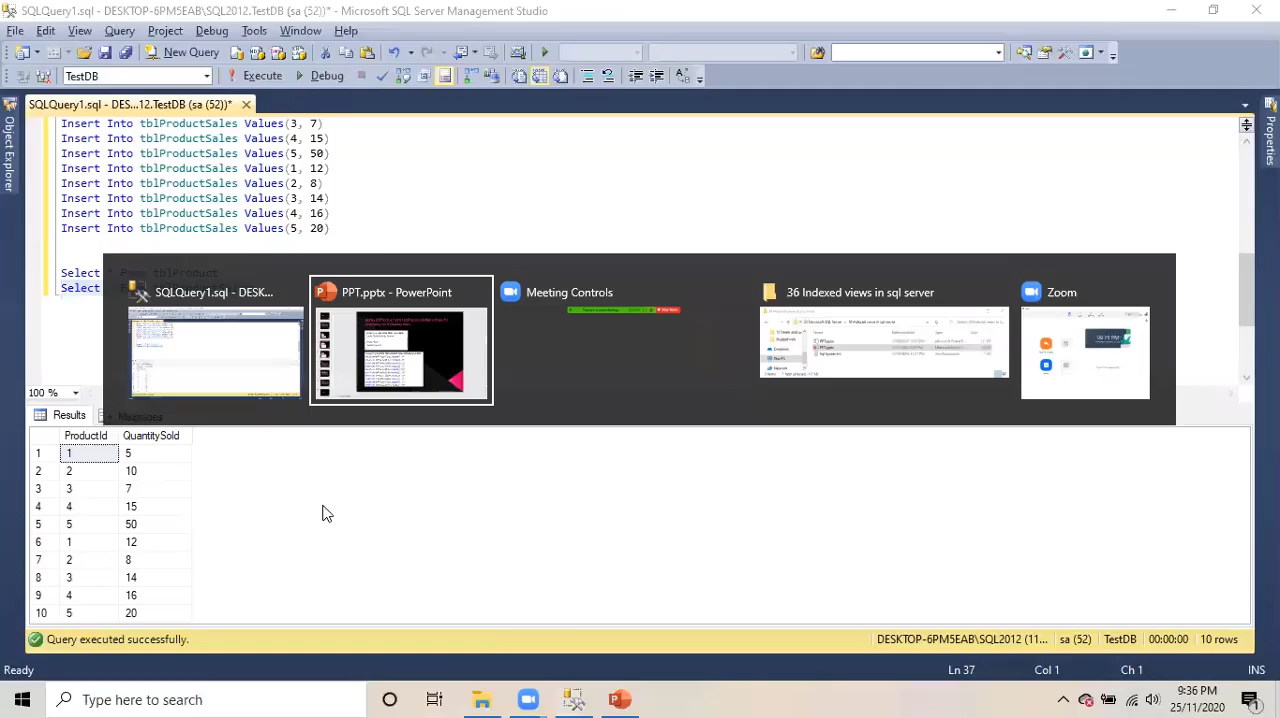 SQLQuery1.sql - DESKTOP-6PM5EAB\SQL2012.TestDB (sa (52))* - Microsoft SQL Server Management Studio
File Edit View Query Project Debug Tools Window Help
New Query
TestDB Execute Debug
SQLQuery1.sql - DES...12.TestDB (sa (52))*
Object Explorer
Properties
Insert Into tblProductSales Values(3, 7)
Insert Into tblProductSales Values(4, 15)
Insert Into tblProductSales Values(5, 50)
Insert Into tblProductSales Values(1, 12)
Insert Into tblProductSales Values(2, 8)
Insert Into tblProductSales Values(3, 14)
Insert Into tblProductSales Values(4, 16)
Insert Into tblProductSales Values(5, 20)
Select * From tblProduct
Select
SQLQuery1.sql - DESK...
PPT.pptx - PowerPoint
Meeting Controls
36 Indexed views in sql server
Zoom
100 %
Results Messages
ProductId QuantitySold
1 1 5
2 2 10
3 3 7
4 4 15
5 5 50
6 1 12
7 2 8
8 3 14
9 4 16
10 5 20
Query executed successfully. DESKTOP-6PM5EAB\SQL2012 (11... sa (52) TestDB 00:00:00 10 rows
Ready Ln 37 Col 1 Ch 1 INS
Type here to search
9:36 PM
25/11/2020